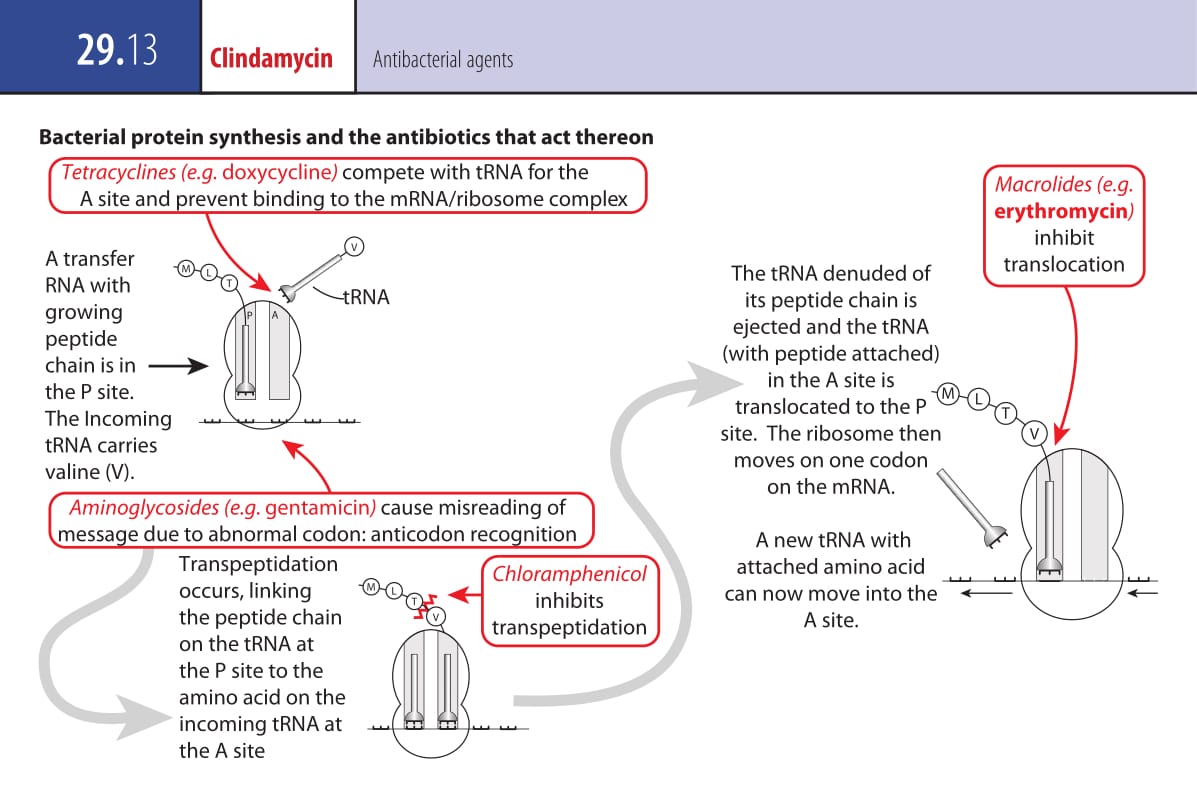 29.13
Clindamycin
Antibacterial agents
Bacterial protein synthesis and the antibiotics that act thereon
Tetracyclines (e.g. doxycycline) compete with tRNA for the
A site and prevent binding to the mRNA/ribosome complex
A transfer
RNA with
growing
peptide
chain is in
the P site.
The Incoming
tRNA carries
valine (V).
M L T
V
tRNA
P A
Aminoglycosides (e.g. gentamicin) cause misreading of
message due to abnormal codon: anticodon recognition
Transpeptidation
occurs, linking
the peptide chain
on the tRNA at
the P site to the
amino acid on the
incoming tRNA at
the A site
M L T
V
Chloramphenicol
inhibits
transpeptidation
The tRNA denuded of
its peptide chain is
ejected and the tRNA
(with peptide attached)
in the A site is
translocated to the P
site. The ribosome then
moves on one codon
on the mRNA.
A new tRNA with
attached amino acid
can now move into the
A site.
Macrolides (e.g.
erythromycin)
inhibit
translocation
M L T
V